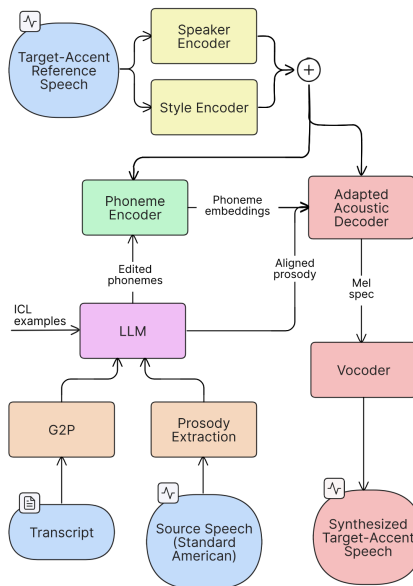 Speaker
Encoder
Target-Accent
Reference
Speech
+
Style Encoder
Phoneme
Encoder
Phoneme
embeddings
Adapted
Acoustic
Decoder
Edited
phonemes
Aligned
prosody
Mel
spec
ICL
examples
LLM
Vocoder
G2P
Prosody
Extraction
Transcript
Source Speech
(Standard
American)
Synthesized
Target-Accent
Speech